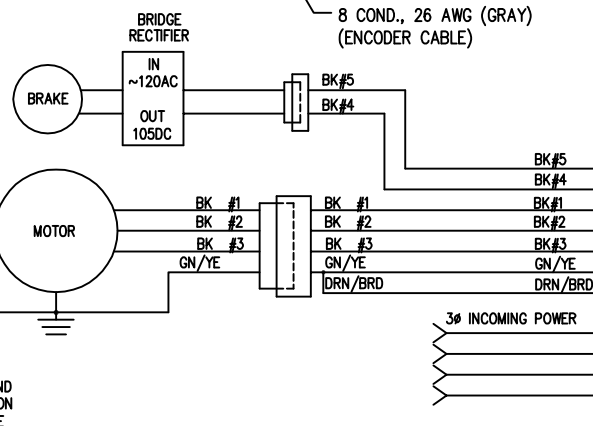 8 COND., 26 AWG (GRAY)
(ENCODER CABLE)
BRIDGE
RECTIFIER
IN
~120AC
OUT
105DC
BRAKE
BK#5
BK#4
BK#5
BK#4
MOTOR
BK #1
BK #2
BK #3
GN/YE
BK #1
BK #2
BK #3
GN/YE
DRN/BRD
BK#1
BK#2
BK#3
GN/YE
DRN/BRD
3ø INCOMING POWER